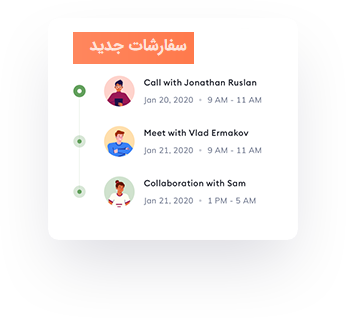 سفارشات جدید
Call with Jonathan Ruslan
Jan 20, 2020 • 9 AM - 11 AM
Meet with Vlad Ermakov
Jan 21, 2020 • 9 AM - 11 AM
Collaboration with Sam
Jan 21, 2020 • 1 PM - 5 AM